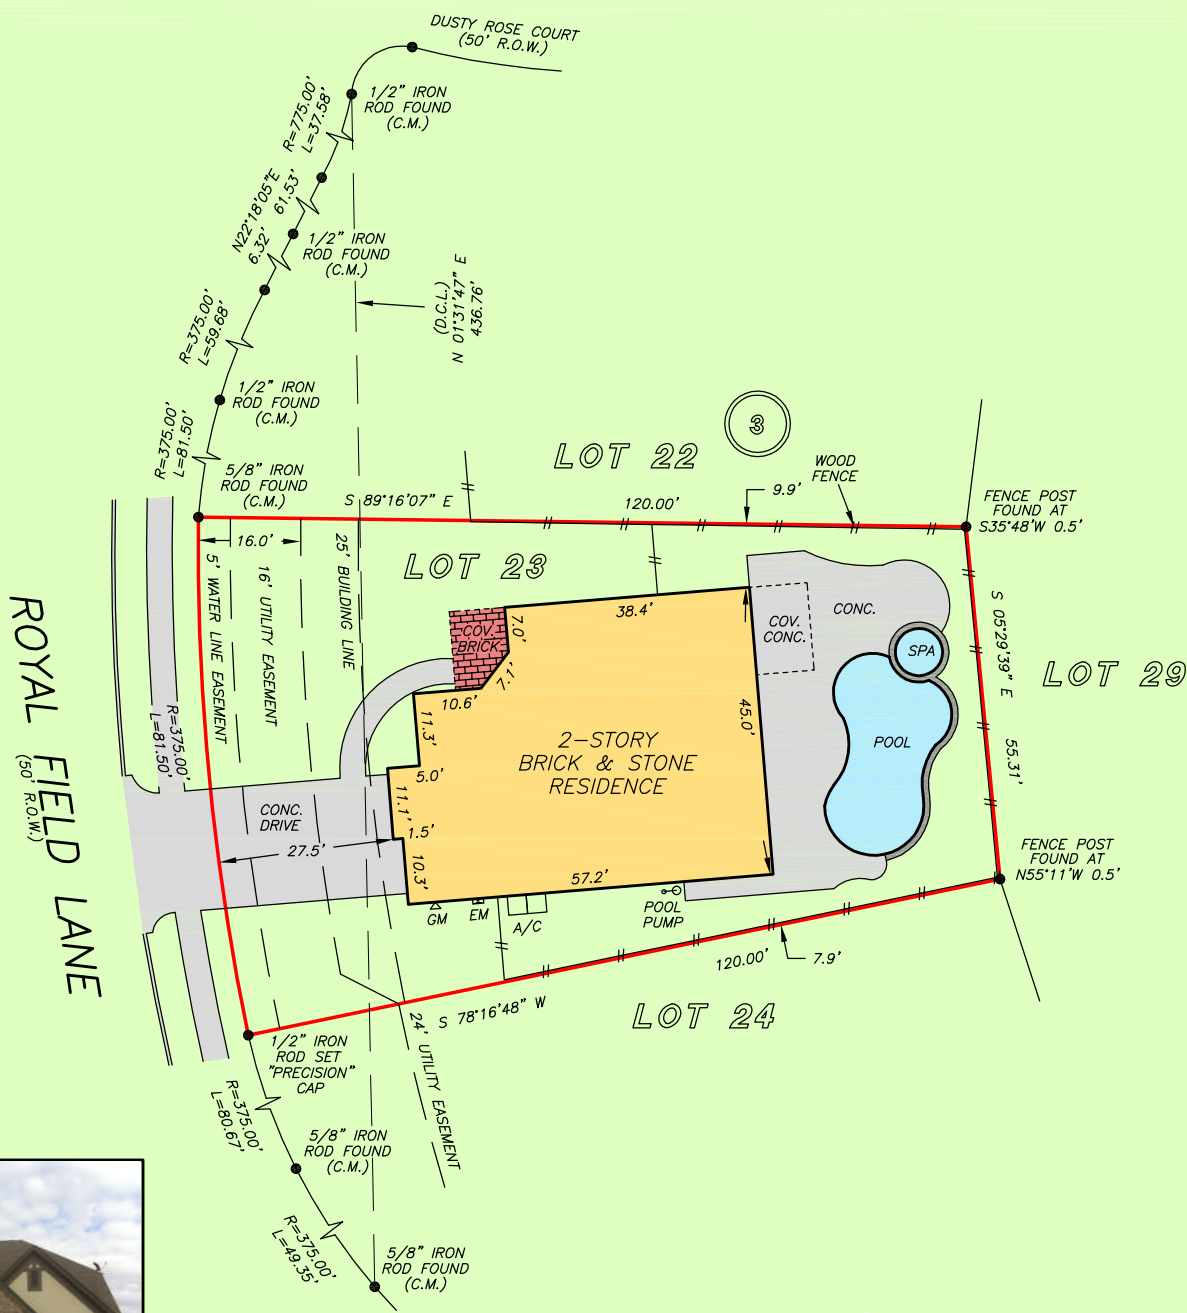 DUSTY ROSE COURT
(50' R.O.W.)
R=775.00'
L=37.58'
1/2" IRON
ROD FOUND
(C.M.)
N22°18'05"E
6.32' 61.53'
1/2" IRON
ROD FOUND
(C.M.)
(D.C.L.)
N 01°31'47" E
436.76'
R=375.00'
L=59.68'
1/2" IRON
ROD FOUND
(C.M.)
R=375.00'
L=81.50'
5/8" IRON
ROD FOUND
(C.M.)
3
LOT 22
WOOD
FENCE
S 89°16'07" E
120.00'
9.9'
FENCE POST
FOUND AT
S35°48'W 0.5'
16.0'
5' WATER LINE EASEMENT
16' UTILITY EASEMENT
25' BUILDING LINE
LOT 23
38.4'
7.0'
COV.
BRICK
7.1'
10.6'
COV.
CONC.
CONC.
SPA
POOL
S 05°29'39" E
55.31'
LOT 29
ROYAL FIELD LANE
(50' R.O.W.)
R=375.00'
L=81.50'
11.3'
5.0'
11.1'
1.5'
10.3'
45.0'
2-STORY
BRICK & STONE
RESIDENCE
CONC.
DRIVE
27.5'
57.2'
GM
EM
A/C
POOL
PUMP
FENCE POST
FOUND AT
N55°11'W 0.5'
120.00'
7.9'
S 78°16'48" W
LOT 24
24' UTILITY EASEMENT
1/2" IRON
ROD SET
"PRECISION"
CAP
R=375.00'
L=80.67'
5/8" IRON
ROD FOUND
(C.M.)
R=375.00'
L=49.35'
5/8" IRON
ROD FOUND
(C.M.)